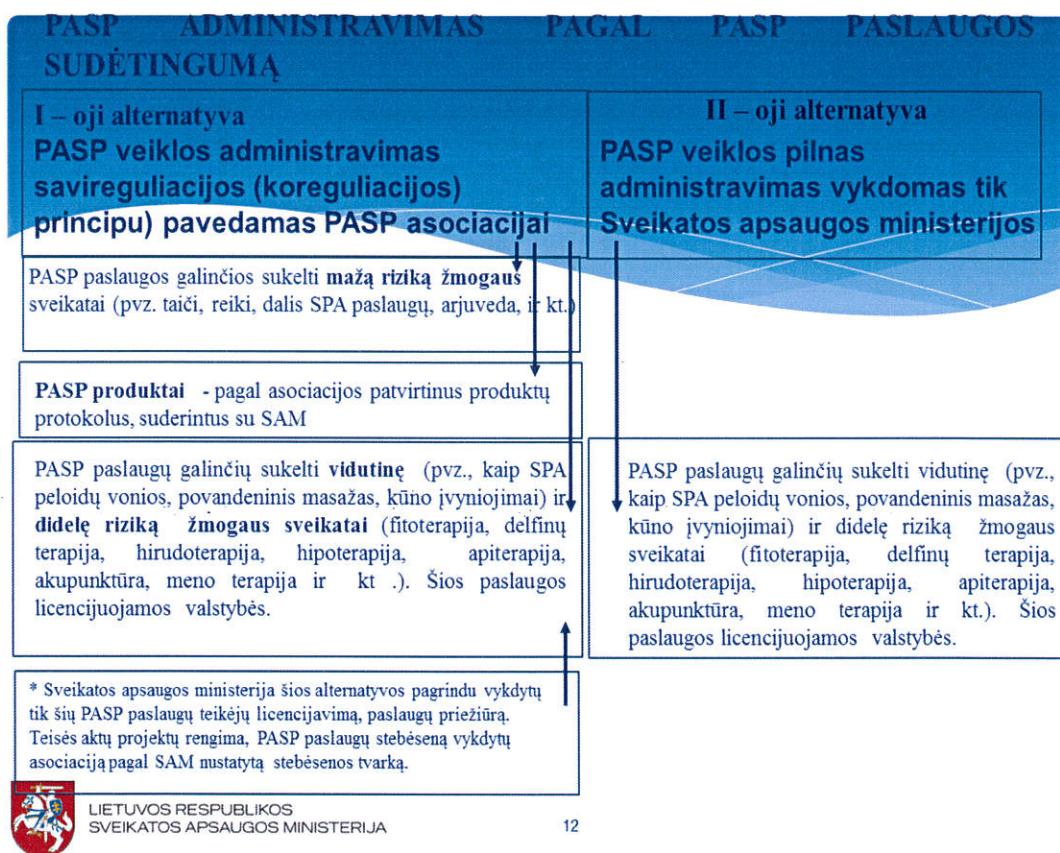 PASP ADMINISTRAVIMAS PAGAL PASP PASLAUGOS
SUDĖTINGUMĄ
I – oji alternatyva
PASP veiklos administravimas
savireguliacijos (koreguliacijos)
principu) pavedamas PASP asociacijai
II – oji alternatyva
PASP veiklos pilnas
administravimas vykdomas tik
Sveikatos apsaugos ministerijos
PASP paslaugos galinčios sukelti mažą riziką žmogaus
sveikatai (pvz. taiči, reiki, dalis SPA paslaugų, arjuveda, ir kt.)
PASP produktai - pagal asociacijos patvirtinus produktų
protokolus, suderintus su SAM
PASP paslaugų galinčių sukelti vidutinę (pvz., kaip SPA
peloidų vonios, povandeninis masažas, kūno įvyniojimai) ir
didelę riziką žmogaus sveikatai (fitoterapija, delfinų
terapija, hirudoterapija, hipoterapija, apiterapija,
akupunktūra, meno terapija ir kt .). Šios paslaugos
licencijuojamos valstybės.
PASP paslaugų galinčių sukelti vidutinę (pvz.,
kaip SPA peloidų vonios, povandeninis masažas,
kūno įvyniojimai) ir didelę riziką žmogaus
sveikatai (fitoterapija, delfinų terapija,
hirudoterapija, hipoterapija, apiterapija,
akupunktūra, meno terapija ir kt.). Šios
paslaugos licencijuojamos valstybės.
* Sveikatos apsaugos ministerija šios alternatyvos pagrindu vykdytų
tik šių PASP paslaugų teikėjų licencijavimą, paslaugų priežiūrą.
Teisės aktų projektų rengima, PASP paslaugų stebėseną vykdytų
asociaciją pagal SAM nustatytą stebėsenos tvarką.
LIETUVOS RESPUBLIKOS
SVEIKATOS APSAUGOS MINISTERIJA
12